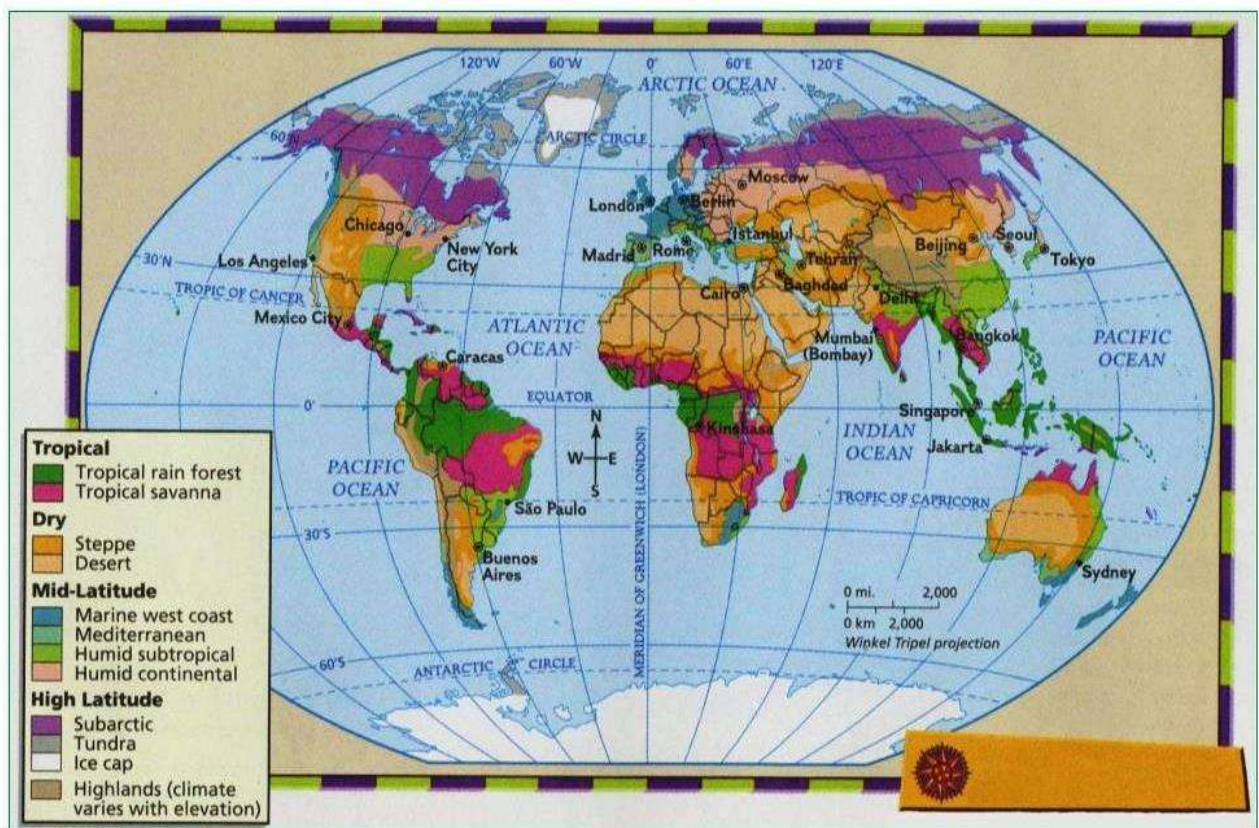 120°W
60°W
0°
60°E
120°E
ARCTIC OCEAN
60°N
ARCTIC CIRCLE
Moscow
London
Berlin
Chicago
New York
City
Madrid
Rome
Istanbul
Beijing
Seoul
Tokyo
Los Angeles
30°N
Tehran
Baghdad
Cairo
Delhi
TROPIC OF CANCER
Mexico City
ATLANTIC
OCEAN
Mumbai
(Bombay)
Bangkok
PACIFIC
OCEAN
Caracas
EQUATOR
0°
N
W
E
S
Kinshasa
Singapore
INDIAN
OCEAN
Jakarta
PACIFIC
OCEAN
TROPIC OF CAPRICORN
São Paulo
30°S
MERIDIAN OF GREENWICH (LONDON)
Buenos
Aires
Sydney
0 mi. 2,000
0 km 2,000
Winkel Tripel projection
60°S
ANTARCTIC CIRCLE
Tropical
Tropical rain forest
Tropical savanna
Dry
Steppe
Desert
Mid-Latitude
Marine west coast
Mediterranean
Humid subtropical
Humid continental
High Latitude
Subarctic
Tundra
Ice cap
Highlands (climate
varies with elevation)